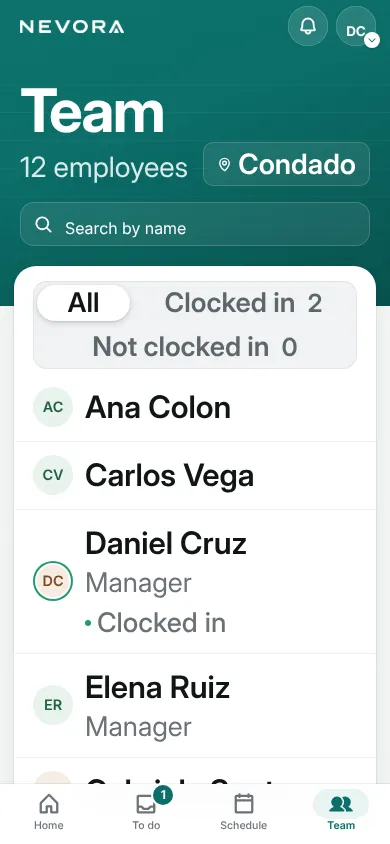 NEVORA
DC
Team
12 employees
Condado
Search by name
All
Clocked in 2
Not clocked in 0
AC
Ana Colon
CV
Carlos Vega
Daniel Cruz
DC
Manager
Clocked in
Elena Ruiz
ER
Manager
1
Home
To do
Schedule
Team